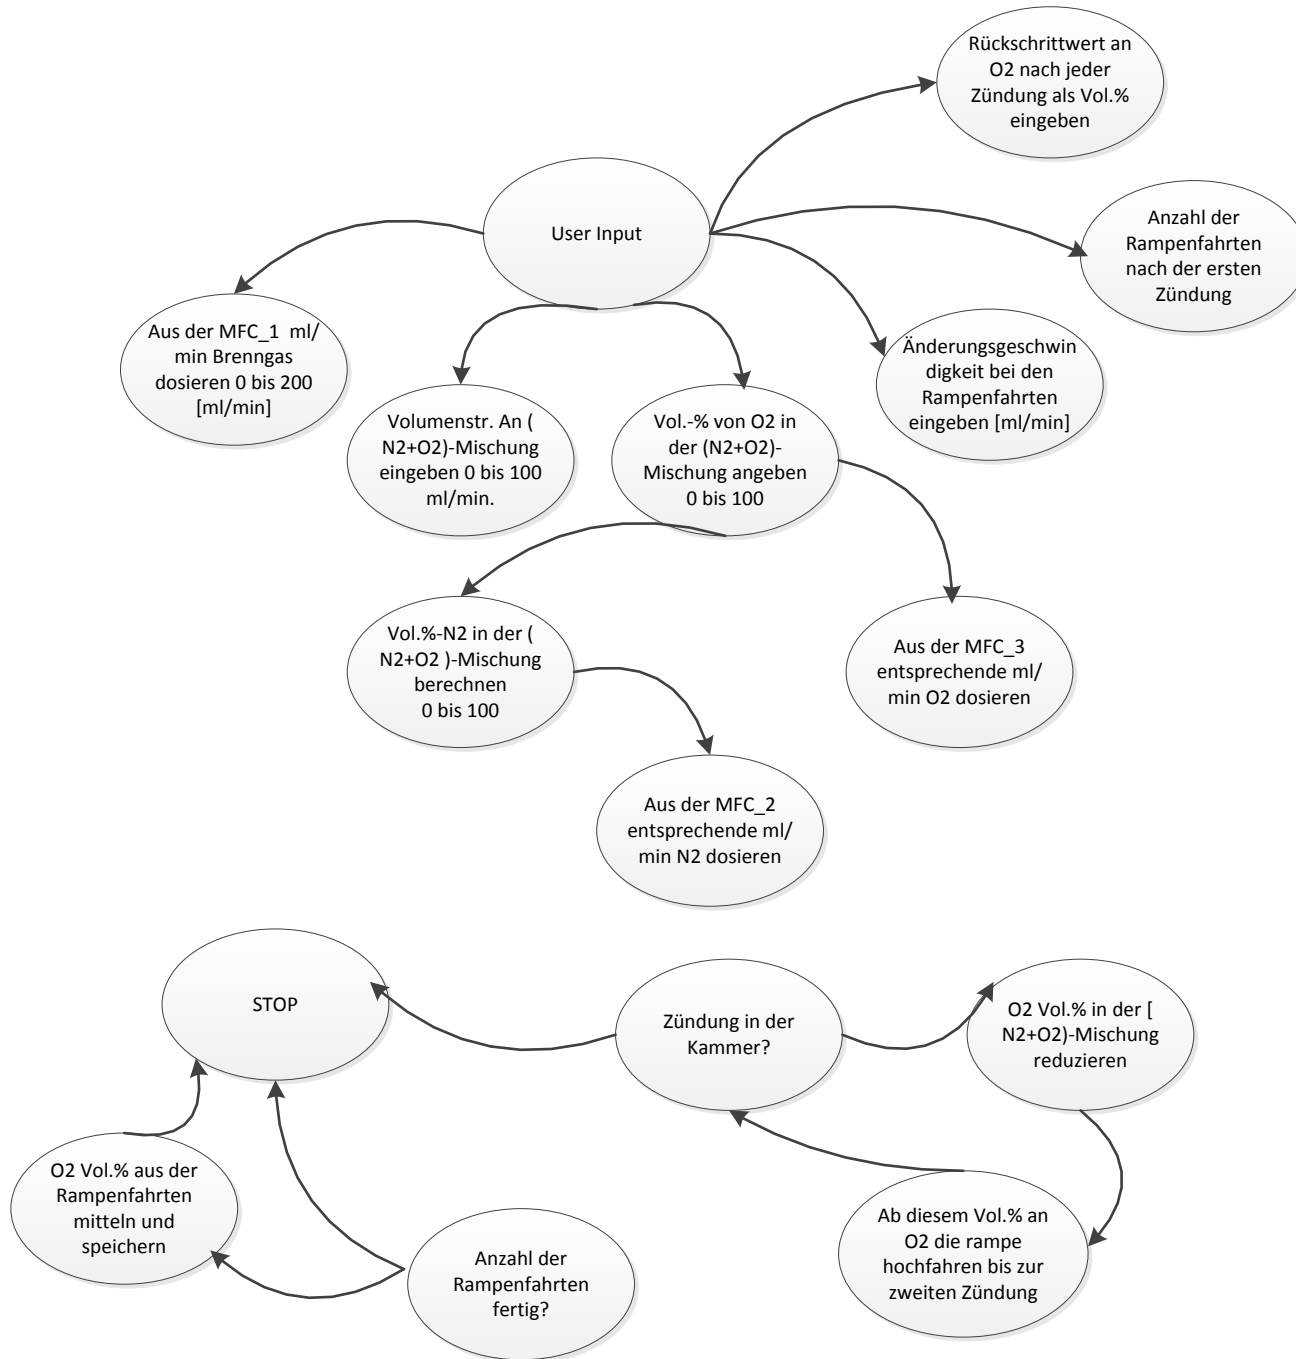 Rückschrittwert an
O2 nach jeder
Zündung als Vol.%
eingeben
User Input
Anzahl der
Rampenfahrten
nach der ersten
Zündung
Aus der MFC_1 ml/
min Brenngas
dosieren 0 bis 200
[ml/min]
Volumenstr. An (
N2+O2)-Mischung
eingeben 0 bis 100
ml/min.
Vol.-% von O2 in
der (N2+O2)-
Mischung angeben
0 bis 100
Änderungsgeschwin
digkeit bei den
Rampenfahrten
eingeben [ml/min]
Vol.%-N2 in der (
N2+O2 )-Mischung
berechnen
0 bis 100
Aus der MFC_3
entsprechende ml/
min O2 dosieren
Aus der MFC_2
entsprechende ml/
min N2 dosieren
STOP
Zündung in der
Kammer?
O2 Vol.% in der [
N2+O2)-Mischung
reduzieren
O2 Vol.% aus der
Rampenfahrten
mitteln und
speichern
Anzahl der
Rampenfahrten
fertig?
Ab diesem Vol.% an
O2 die rampe
hochfahren bis zur
zweiten Zündung